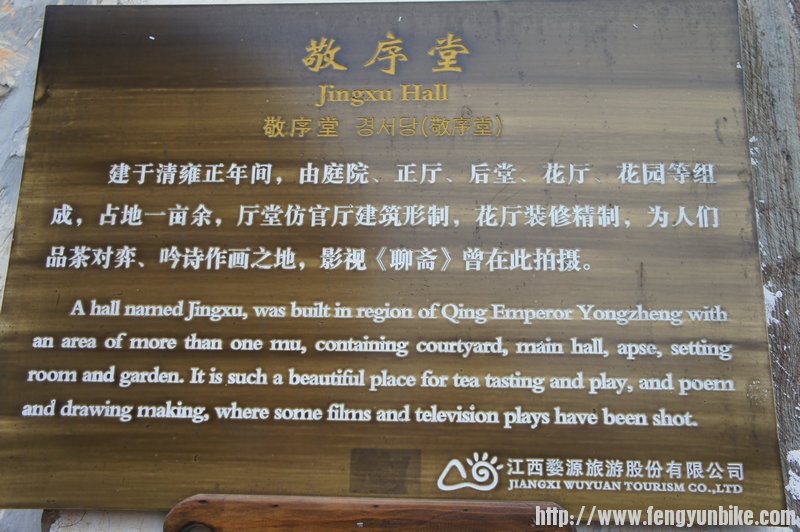 敬序堂
Jingxu Hall
敬序堂 경서당(敬序堂)
建于清雍正年间，由庭院、正厅、后堂、花厅、花园等组
成，占地一亩余，厅堂仿官厅建筑形制，花厅装修精制，为人们
品茶对弈、吟诗作画之地，影视《聊斋》曾在此拍摄。
A hall named Jingxu, was built in region of Qing Emperor Yongzheng with
an area of more than one mu, containing courtyard, main hall, apse, setting
room and garden. It is such a beautiful place for tea tasting and play, and poem
and drawing making, where some films and television plays have been shot.
江西婺源旅游股份有限公司
JIANGXI WUYUAN TOURISM CO.,LTD
http://www.fengyunbike.com